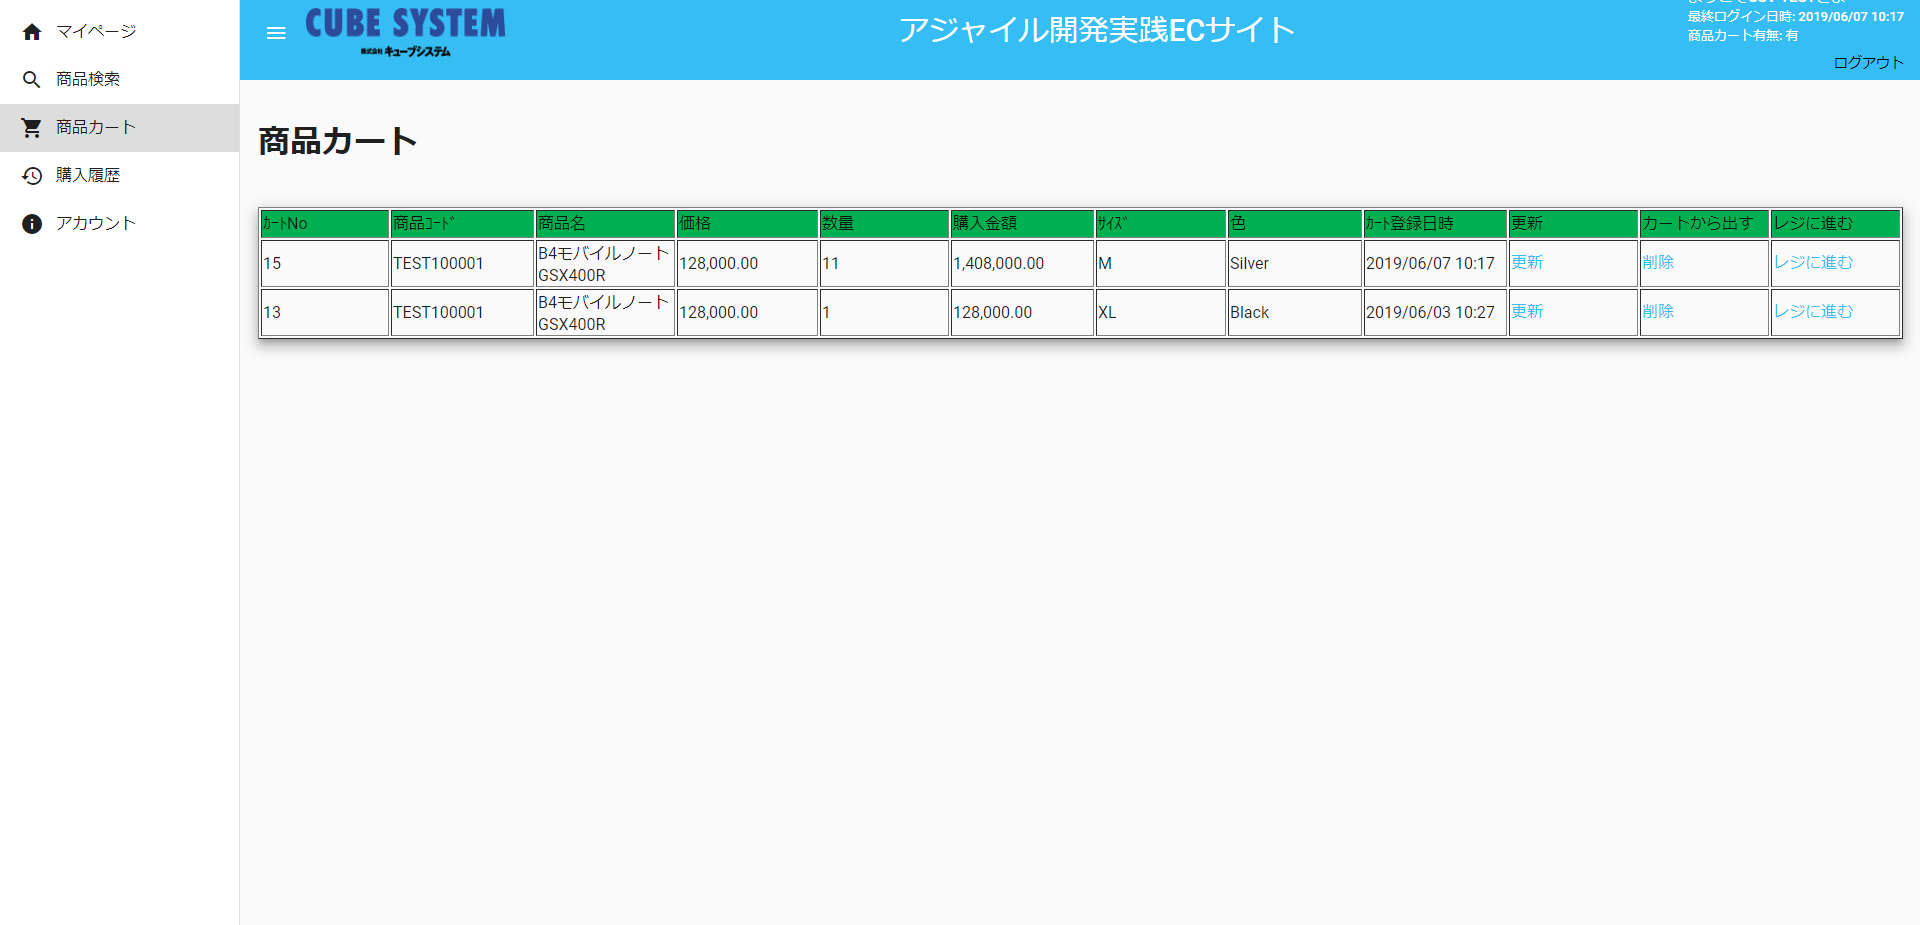 マイページ
商品検索
商品カート
購入履歴
アカウント
CUBE SYSTEM
株式会社 キューブシステム
アジャイル開発実践ECサイト
最終ログイン日時: 2019/06/07 10:17
商品カート有無: 有
ログアウト
商品カート
ｶｰﾄNo 商品ｺｰﾄﾞ 商品名 価格 数量 購入金額 ｻｲｽﾞ 色 ｶｰﾄ登録日時 更新 カートから出す レジに進む
15 TEST100001 B4モバイルノート GSX400R 128,000.00 11 1,408,000.00 M Silver 2019/06/07 10:17 更新 削除 レジに進む
13 TEST100001 B4モバイルノート GSX400R 128,000.00 1 128,000.00 XL Black 2019/06/03 10:27 更新 削除 レジに進む